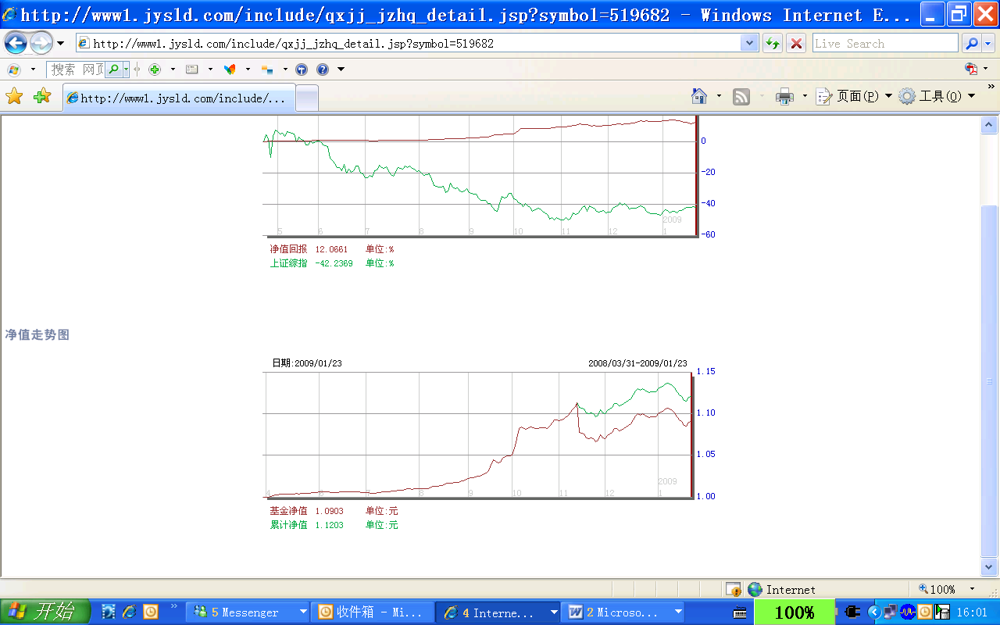 http://www1.jysld.com/include/qxjj_jzhq_detail.jsp?symbol=519682 - Windows Internet E...
http://www1.jysld.com/include/qxjj_jzhq_detail.jsp?symbol=519682
Live Search
搜索 网页
http://www1.jysld.com/include/...
页面(P)
工具(O)
0
-20
-40
-60
2009
5 6 7 8 9 10 11 12 1
净值回报 12.0661 单位:%
上证综指 -42.2369 单位:%
净值走势图
日期:2009/01/23
2008/03/31-2009/01/23
1.15
1.10
1.05
1.00
2009
4 5 6 7 8 9 10 11 12 1
基金净值 1.0903 单位:元
累计净值 1.1203 单位:元
Internet
100%
开始
5 Messenger
收件箱 - Mi...
4 Interne...
2 Microso...
100%
16:01